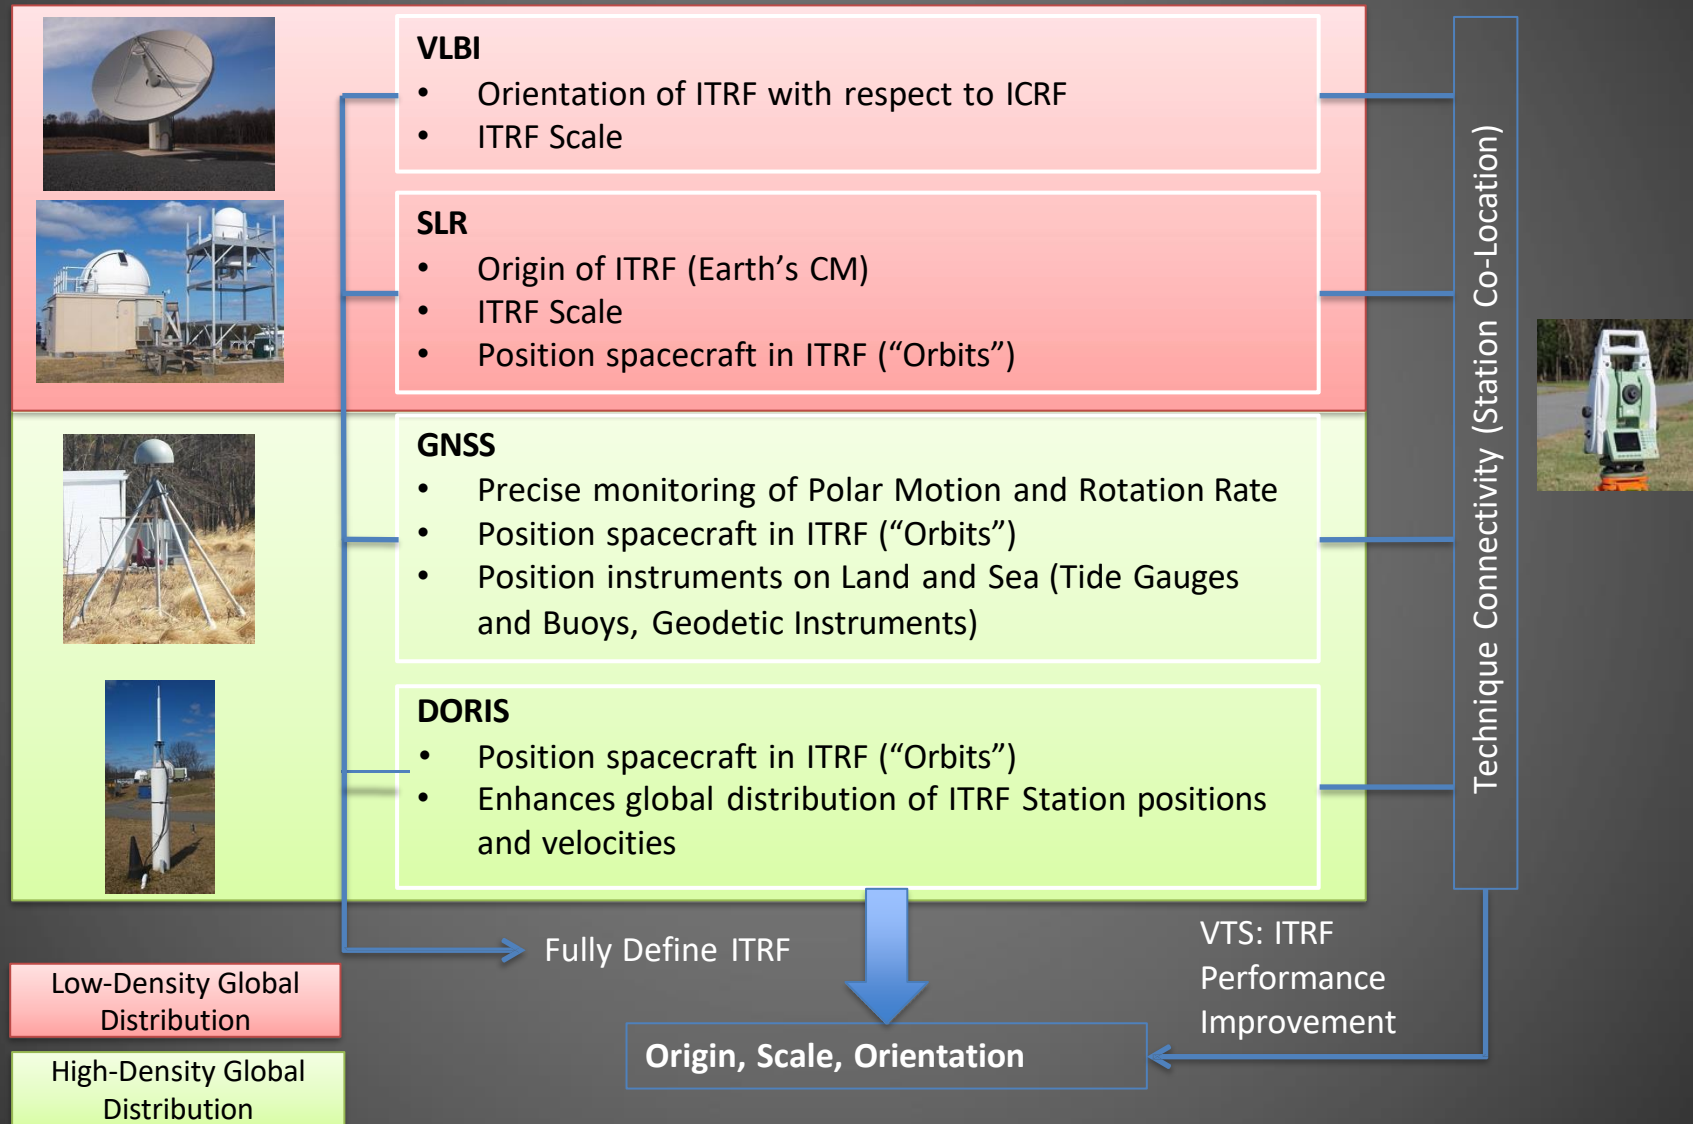 VLBI
• Orientation of ITRF with respect to ICRF
• ITRF Scale
SLR
• Origin of ITRF (Earth’s CM)
• ITRF Scale
• Position spacecraft in ITRF (“Orbits”)
GNSS
• Precise monitoring of Polar Motion and Rotation Rate
• Position spacecraft in ITRF (“Orbits”)
• Position instruments on Land and Sea (Tide Gauges
and Buoys, Geodetic Instruments)
DORIS
• Position spacecraft in ITRF (“Orbits”)
• Enhances global distribution of ITRF Station positions
and velocities
Technique Connectivity (Station Co-Location)
Fully Define ITRF
VTS: ITRF
Performance
Improvement
Origin, Scale, Orientation
Low-Density Global
Distribution
High-Density Global
Distribution